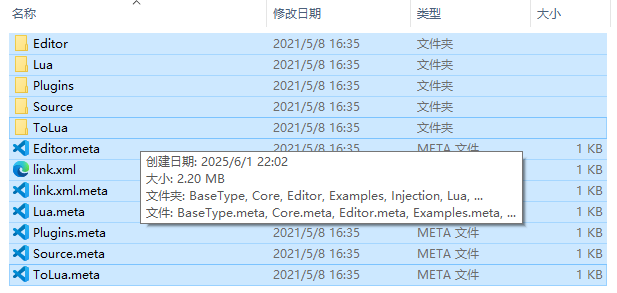 名称 修改日期 类型 大小
Editor 2021/5/8 16:35 文件夹
Lua 2021/5/8 16:35 文件夹
Plugins 2021/5/8 16:35 文件夹
Source 2021/5/8 16:35 文件夹
ToLua 2021/5/8 16:35 文件夹
Editor.meta 2021/5/8 16:35 META 文件 1 KB
link.xml 1 KB
link.xml.meta 1 KB
Lua.meta 1 KB
Plugins.meta 2021/5/8 16:35 META 文件 1 KB
Source.meta 2021/5/8 16:35 META 文件 1 KB
ToLua.meta 2021/5/8 16:35 META 文件 1 KB
创建日期: 2025/6/1 22:02
大小: 2.20 MB
文件夹: BaseType, Core, Editor, Examples, Injection, Lua, ...
文件: BaseType.meta, Core.meta, Editor.meta, Examples.meta, ...